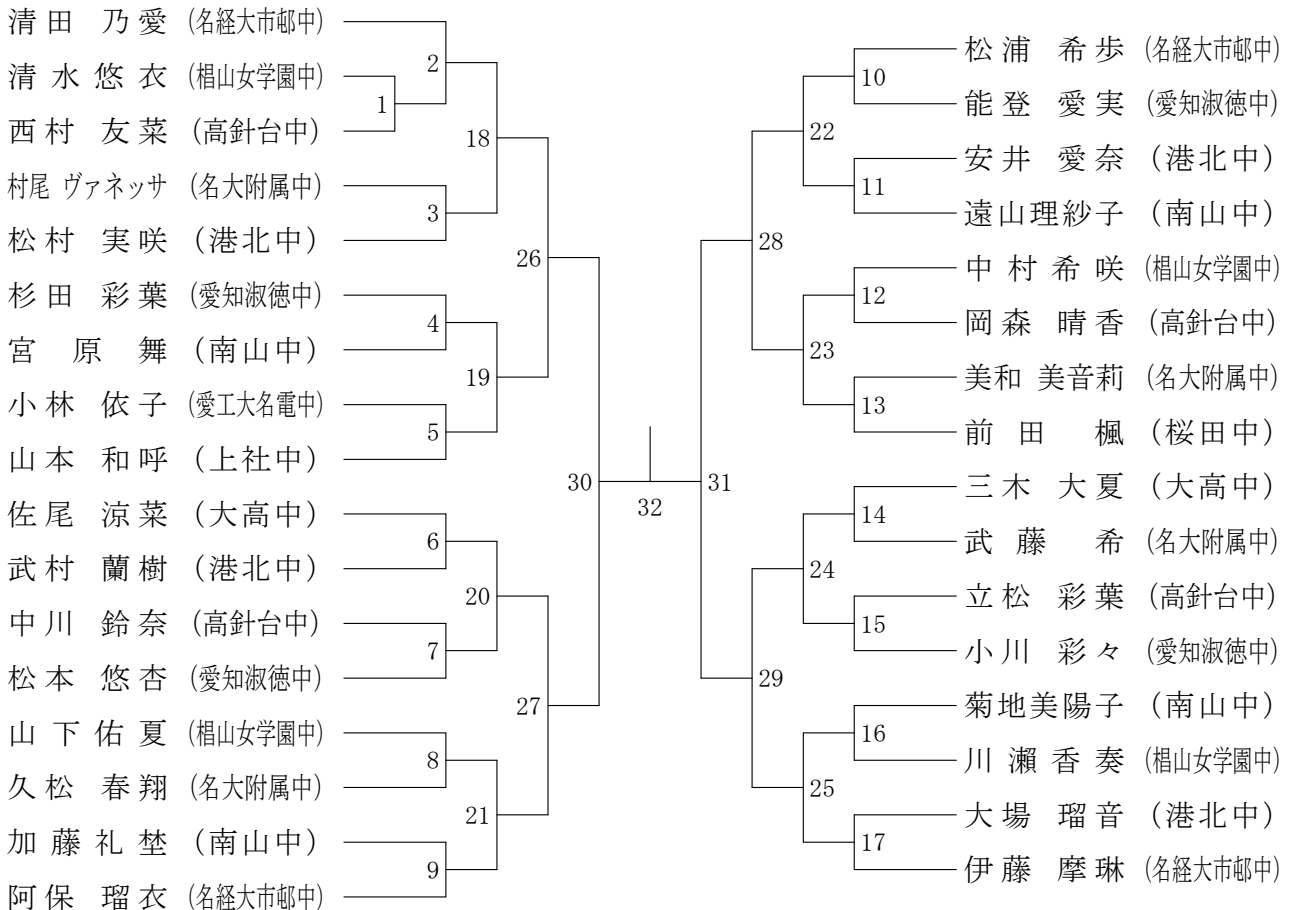 清田 乃愛 (名経大市邨中)
清水悠衣 (椙山女学園中)
西村 友菜 (高針台中)
村尾 ヴァネッサ (名大附属中)
松村 実咲 (港北中)
杉田 彩葉 (愛知淑徳中)
宮原 舞 (南山中)
小林 依子 (愛工大名電中)
山本 和呼 (上社中)
佐尾 涼菜 (大高中)
武村 蘭樹 (港北中)
中川 鈴奈 (高針台中)
松本 悠杏 (愛知淑徳中)
山下佑夏 (椙山女学園中)
久松 春翔 (名大附属中)
加藤礼埜 (南山中)
阿保 瑠衣 (名経大市邨中)
1
2
3
4
5
6
7
8
9
18
19
20
21
26
27
30
32
31
28
29
22
23
24
25
10
11
12
13
14
15
16
17
松浦 希歩 (名経大市邨中)
能登 愛実 (愛知淑徳中)
安井 愛奈 (港北中)
遠山理紗子 (南山中)
中村希咲 (椙山女学園中)
岡森 晴香 (高針台中)
美和 美音莉 (名大附属中)
前田 楓 (桜田中)
三木 大夏 (大高中)
武藤 希 (名大附属中)
立松 彩葉 (高針台中)
小川 彩々 (愛知淑徳中)
菊地美陽子 (南山中)
川瀨香奏 (椙山女学園中)
大場 瑠音 (港北中)
伊藤 摩琳 (名経大市邨中)